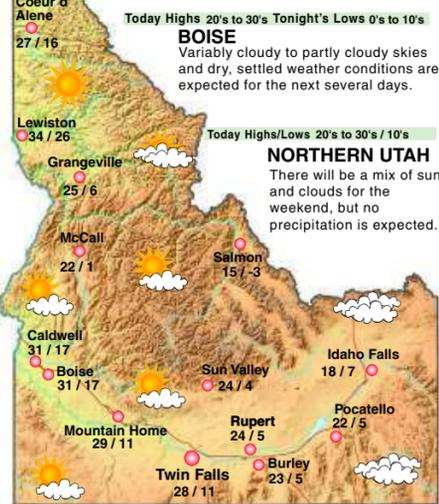 Coeur d'
Alene
27 / 16
Today Highs 20's to 30's Tonight's Lows 0's to 10's
BOISE
Variably cloudy to partly cloudy skies
and dry, settled weather conditions are
expected for the next several days.
Lewiston
34 / 26
Today Highs/Lows 20's to 30's / 10's
NORTHERN UTAH
There will be a mix of sun
and clouds for the
weekend, but no
precipitation is expected.
Grangeville
25 / 6
McCall
22 / 1
Salmon
15 / -3
Caldwell
31 / 17
Boise
31 / 17
Sun Valley
24 / 4
Idaho Falls
18 / 7
Mountain Home
29 / 11
Rupert
24 / 5
Pocatello
22 / 5
Twin Falls
28 / 11
Burley
23 / 5